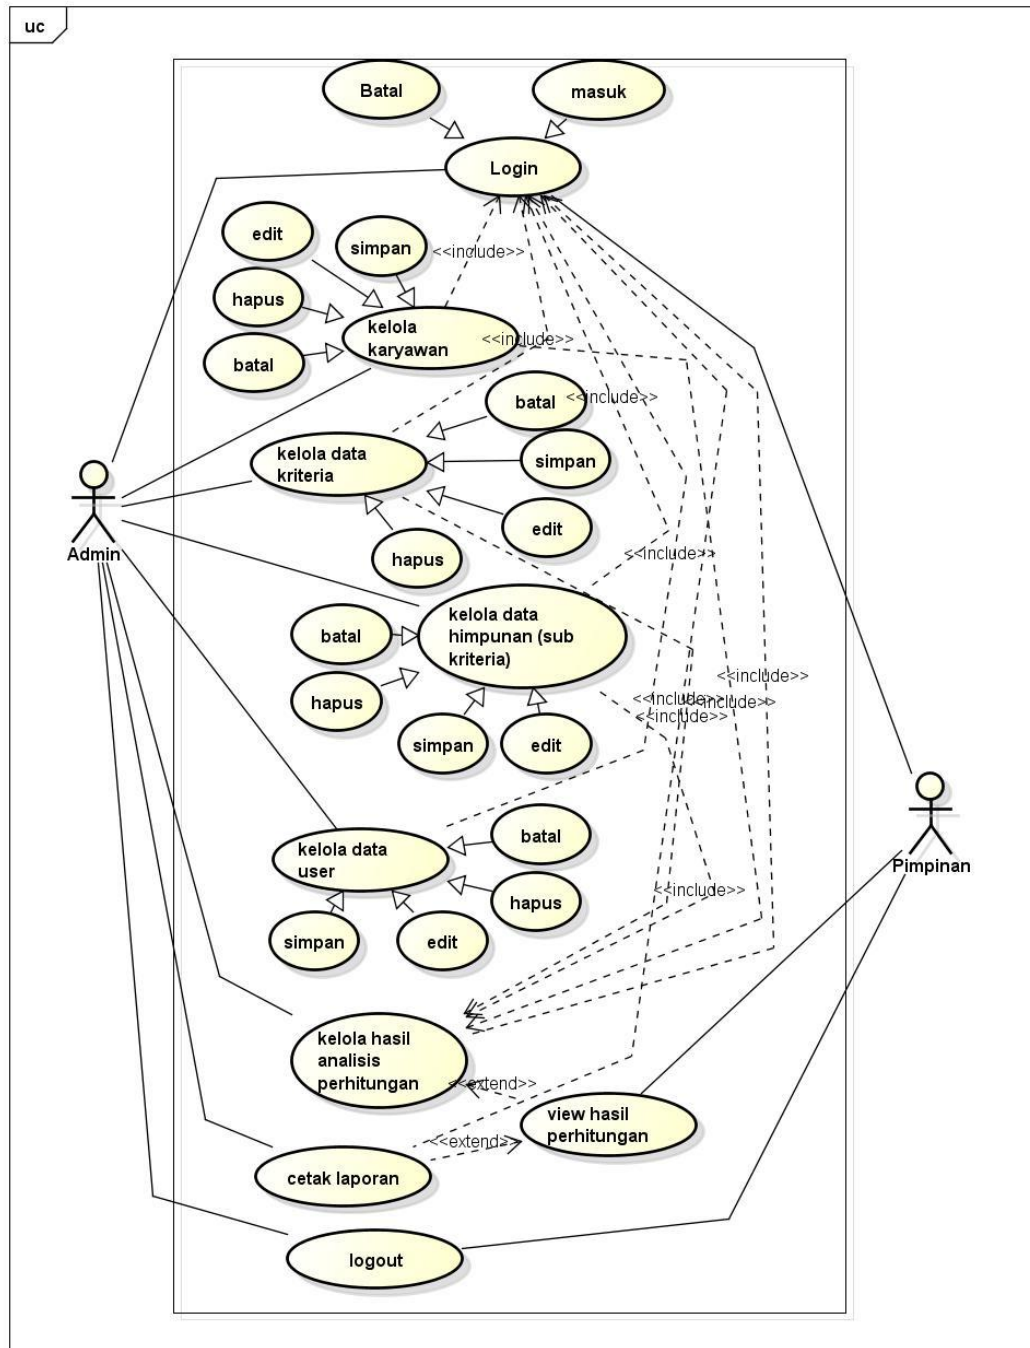 uc
Batal
masuk
Login
edit
simpan
<<include>>
hapus
kelola
karyawan
<<include>>
batal
batal
<<include>>
kelola data
kriteria
simpan
edit
hapus
<<include>>
Admin
kelola data
himpunan (sub
kriteria)
batal
hapus
<<include>>
<<include>>
<<include>>
<<include>>
simpan
edit
Pimpinan
kelola data
user
batal
hapus
<<include>>
simpan
edit
kelola hasil
analisis
perhitungan
<<extend>>
view hasil
perhitungan
<<extend>>
cetak laporan
logout